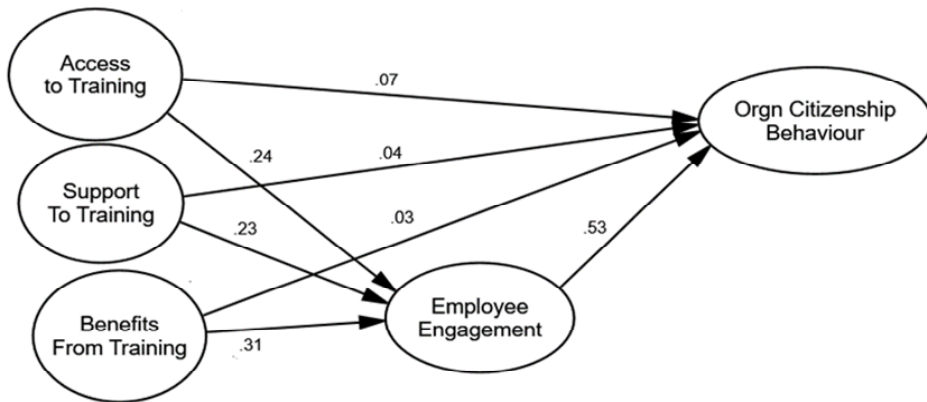 Access
to Training
.07
Orgn Citizenship
Behaviour
.24
.04
Support
To Training
.23
.03
.53
Benefits
From Training
.31
Employee
Engagement